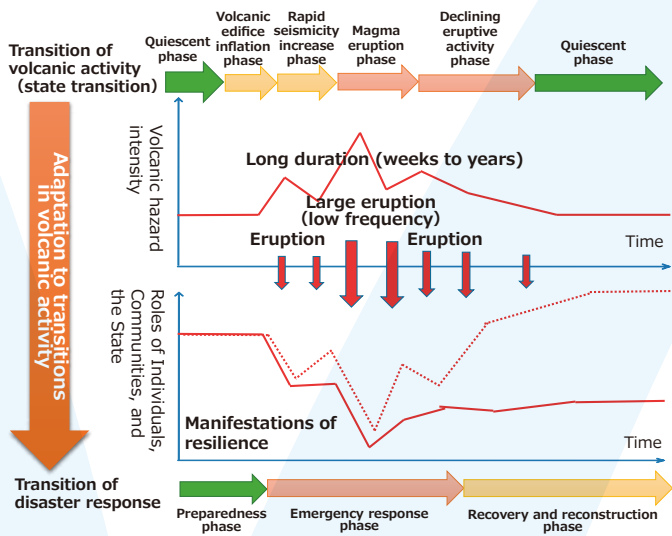 Transition of
volcanic activity
(state transition)
Quiescent
phase
Volcanic
edifice
inflation
phase
Rapid
seismicity
increase
phase
Magma
eruption
phase
Declining
eruptive
activity
phase
Quiescent
phase
Adaptation to transitions
in volcanic activity
Volcanic hazard
intensity
Long duration (weeks to years)
Large eruption
(low frequency)
Eruption
Eruption
Time
Roles of Individuals,
Communities, and
the State
Manifestations of
resilience
Time
Transition of
disaster response
Preparedness
phase
Emergency response
phase
Recovery and reconstruction
phase